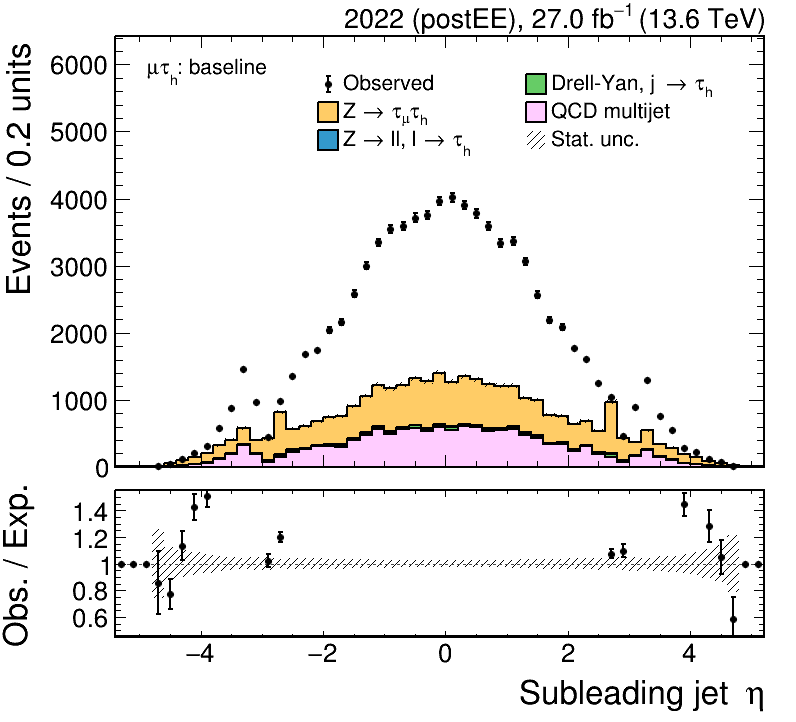 2022 (postEE), 27.0 fb⁻¹ (13.6 TeV)
Events / 0.2 units
6000
5000
4000
3000
2000
1000
0
μτh: baseline
Observed
Z → τμτh
Z → ll, l → τh
Drell-Yan, j → τh
QCD multijet
Stat. unc.
Obs. / Exp.
1.4
1.2
1
0.8
0.6
−4 −2 0 2 4
Subleading jet η